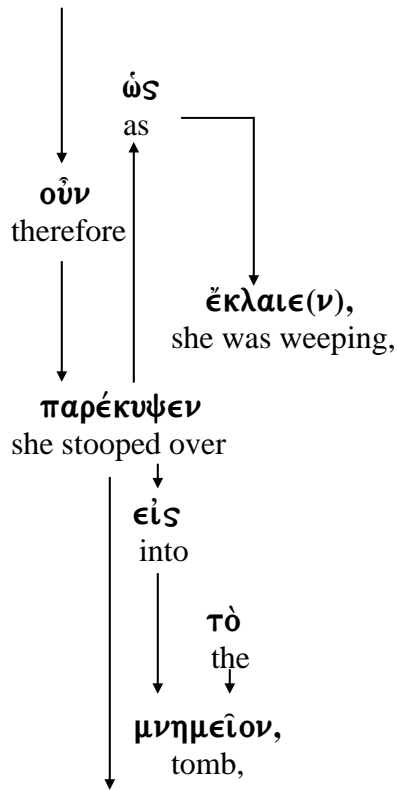 ὡς
as
οὖν
therefore
ἔκλαιε(ν),
she was weeping,
παρέκυψεν
she stooped over
εἰς
into
τὸ
the
μνημεῖον,
tomb,